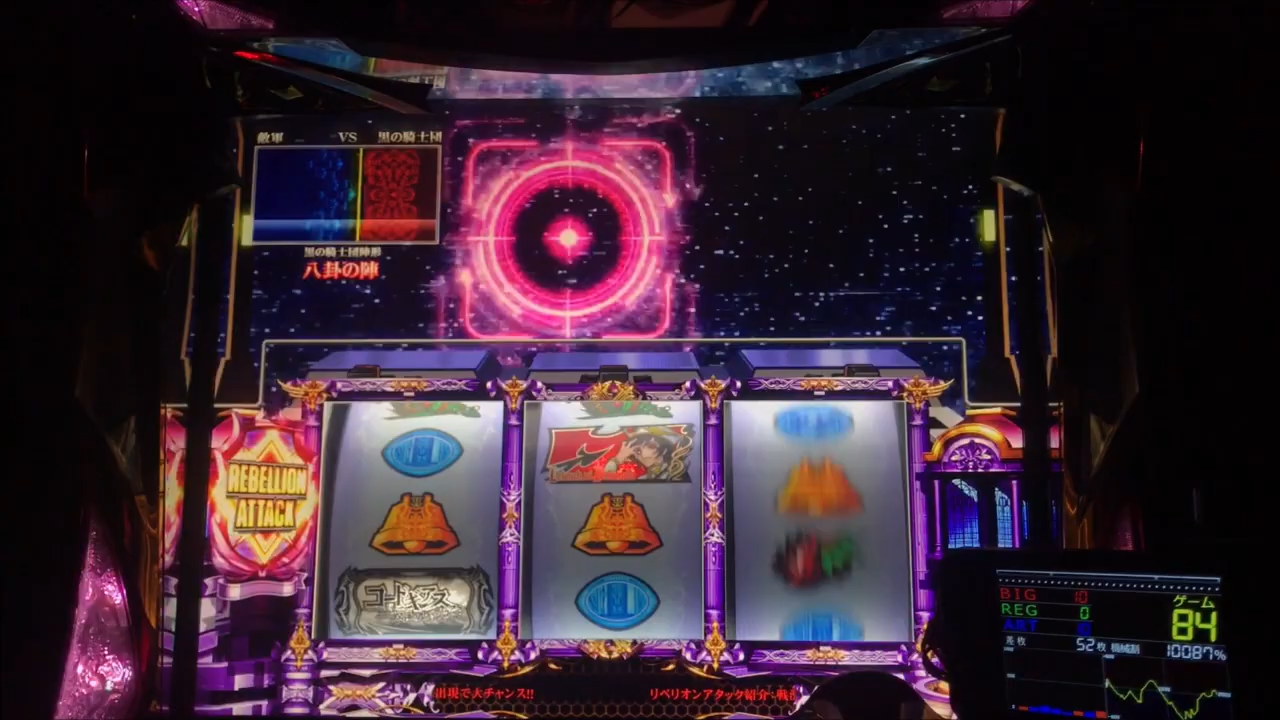 敵軍 VS 黒の騎士団
黒の騎士団陣形
八卦の陣
REBELLION
ATTACK
コードギアス
出現で大チャンス!!
リベリオンアタック紹介:戦
BIG 10
REG 0
ART
ゲーム
84
差枚 52枚 機械割 100.87%